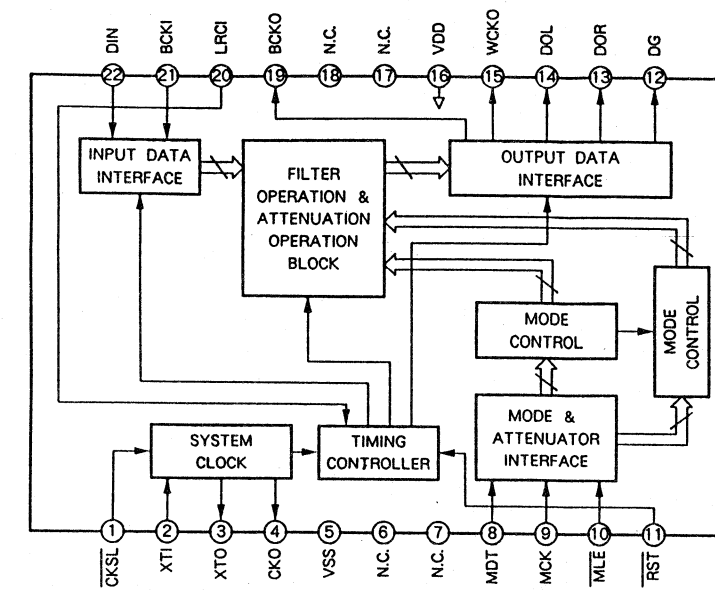 DIN
BCKI
LRCI
BCKO
N.C.
N.C.
VDD
WCKO
DOL
DOR
DG
22
21
20
19
18
17
16
15
14
13
12
INPUT DATA
INTERFACE
FILTER
OPERATION &
ATTENUATION
OPERATION
BLOCK
OUTPUT DATA
INTERFACE
MODE
CONTROL
MODE
CONTROL
MODE &
ATTENUATOR
INTERFACE
SYSTEM
CLOCK
TIMING
CONTROLLER
1
2
3
4
5
6
7
8
9
10
11
CKSL
XTI
XTO
CKO
VSS
N.C.
N.C.
MDT
MCK
MLE
RST